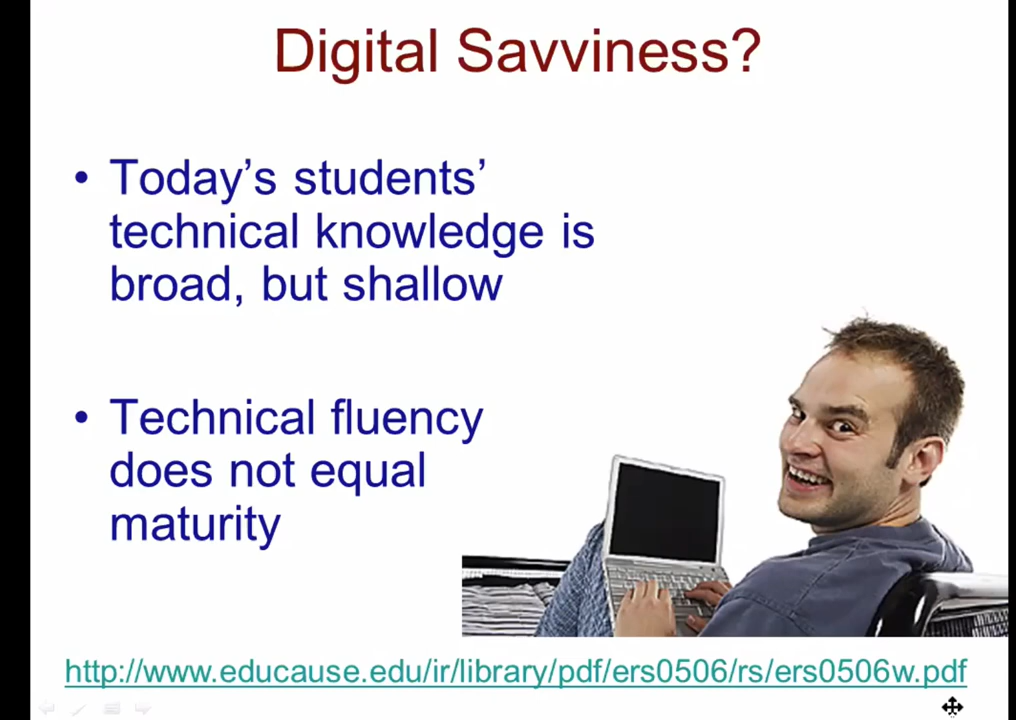 Digital Savviness?
• Today’s students’
technical knowledge is
broad, but shallow
• Technical fluency
does not equal
maturity
http://www.educause.edu/ir/library/pdf/ers0506/rs/ers0506w.pdf